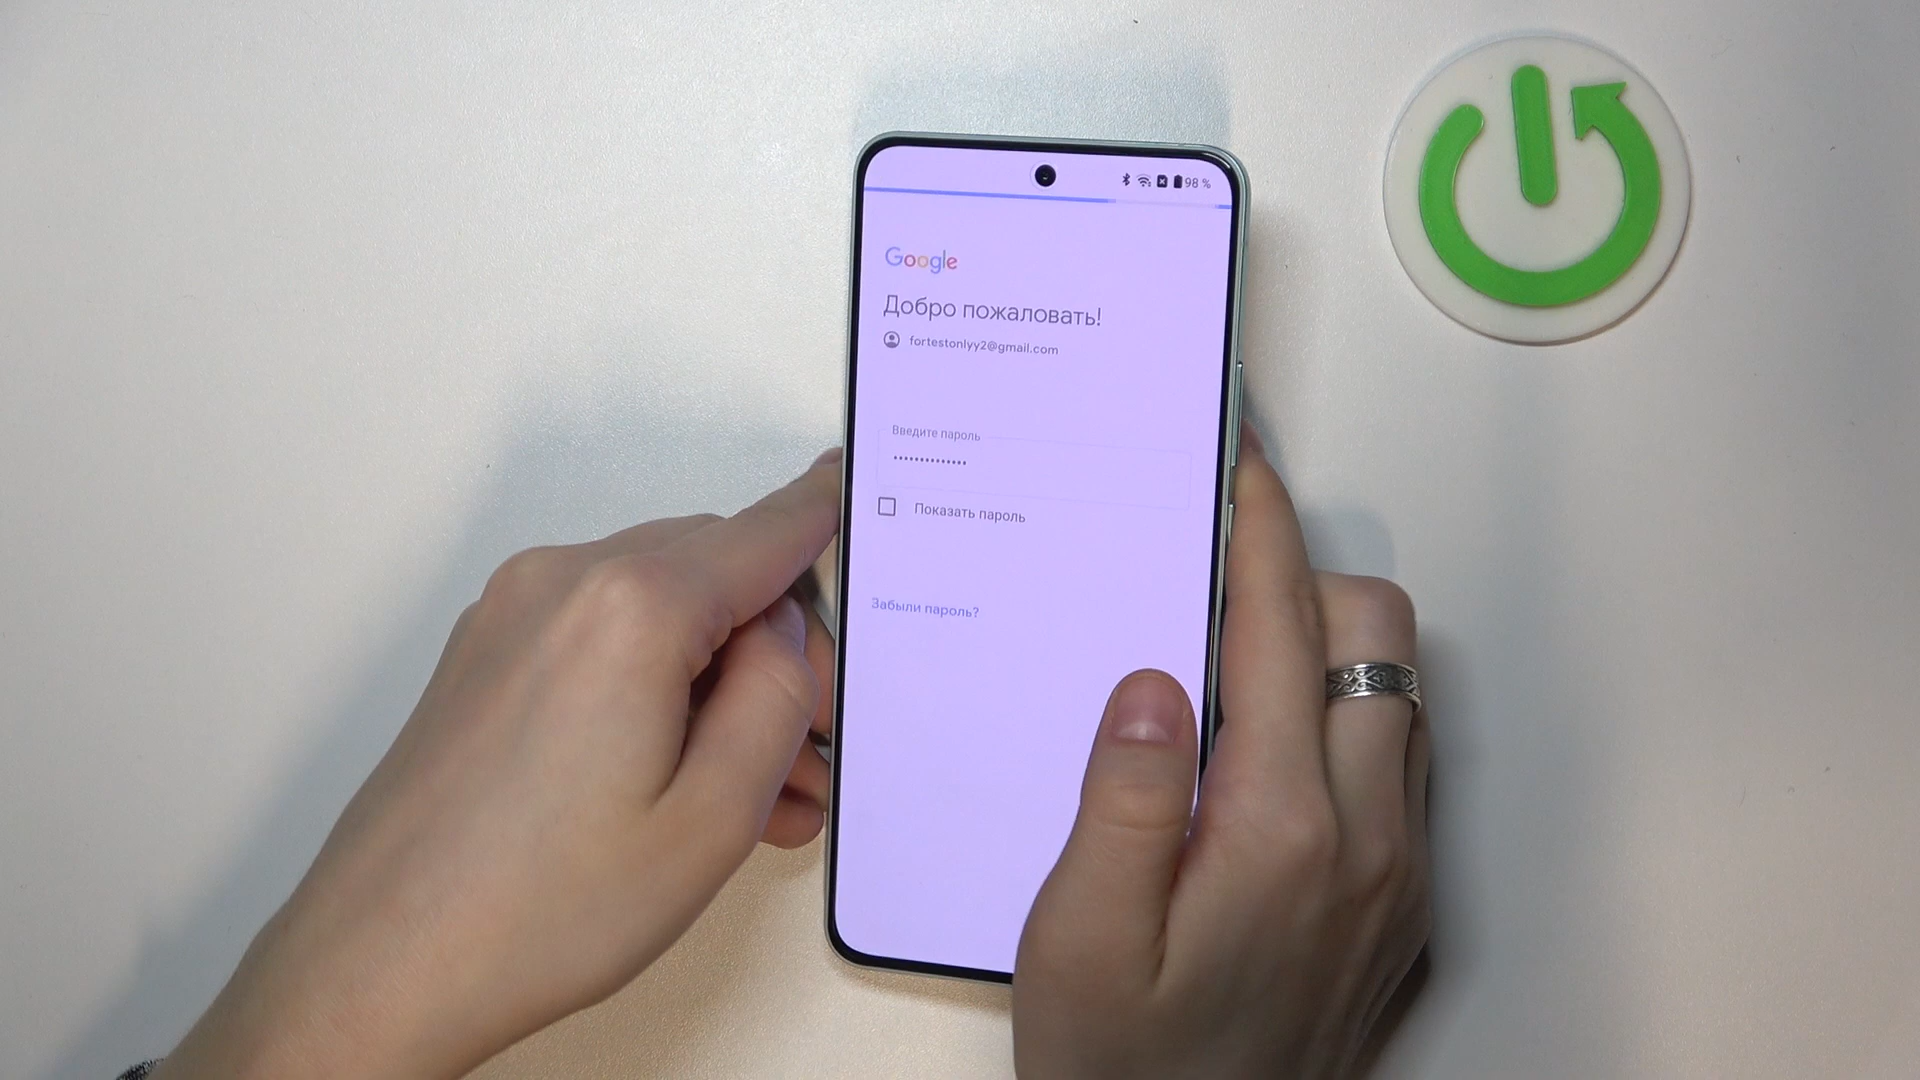 98 %
Google
Добро пожаловать!
fortestonlyy2@gmail.com
Введите пароль
••••••••••••••
Показать пароль
Забыли пароль?